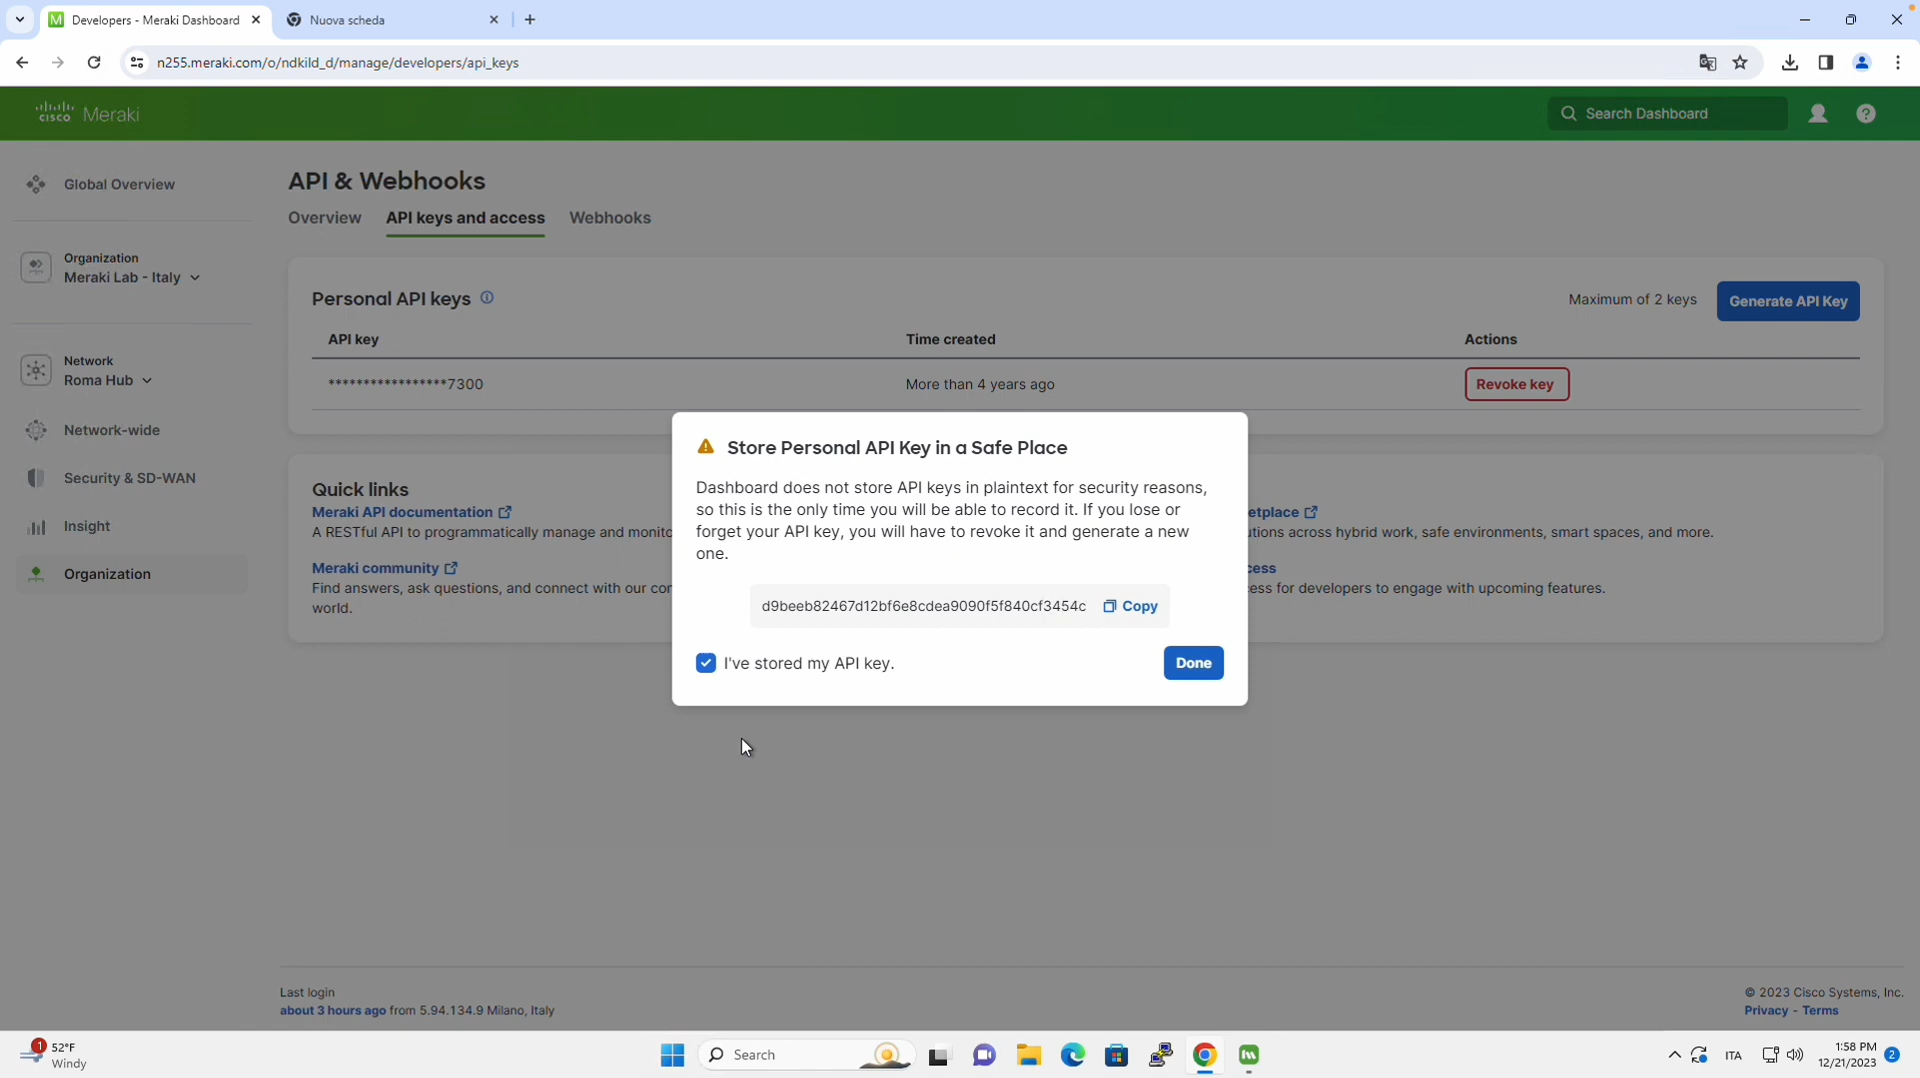 Developers - Meraki Dashboard
Nuova scheda
n255.meraki.com/o/ndkild_d/manage/developers/api_keys
cisco Meraki
Search Dashboard
Global Overview
Organization
Meraki Lab - Italy
Network
Roma Hub
Network-wide
Security & SD-WAN
Insight
Organization
API & Webhooks
Overview API keys and access Webhooks
Personal API keys
Maximum of 2 keys
Generate API Key
API key Time created Actions
*****************7300 More than 4 years ago Revoke key
Quick links
Meraki API documentation
etplace
A RESTful API to programmatically manage and monito
utions across hybrid work, safe environments, smart spaces, and more.
Meraki community
cess
Find answers, ask questions, and connect with our con
ess for developers to engage with upcoming features.
world.
Store Personal API Key in a Safe Place
Dashboard does not store API keys in plaintext for security reasons,
so this is the only time you will be able to record it. If you lose or
forget your API key, you will have to revoke it and generate a new
one.
d9beeb82467d12bf6e8cdea9090f5f840cf3454c Copy
I've stored my API key.
Done
Last login
about 3 hours ago from 5.94.134.9 Milano, Italy
© 2023 Cisco Systems, Inc.
Privacy - Terms
1
52°F
Windy
Search
ITA
1:58 PM
12/21/2023
2